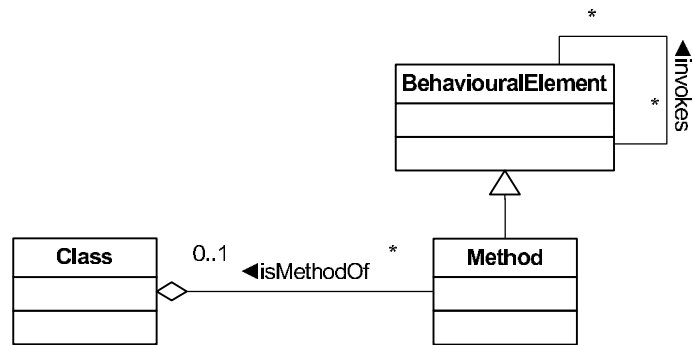 *
BehaviouralElement
*
◀invokes
Class
0..1
◀isMethodOf
*
Method